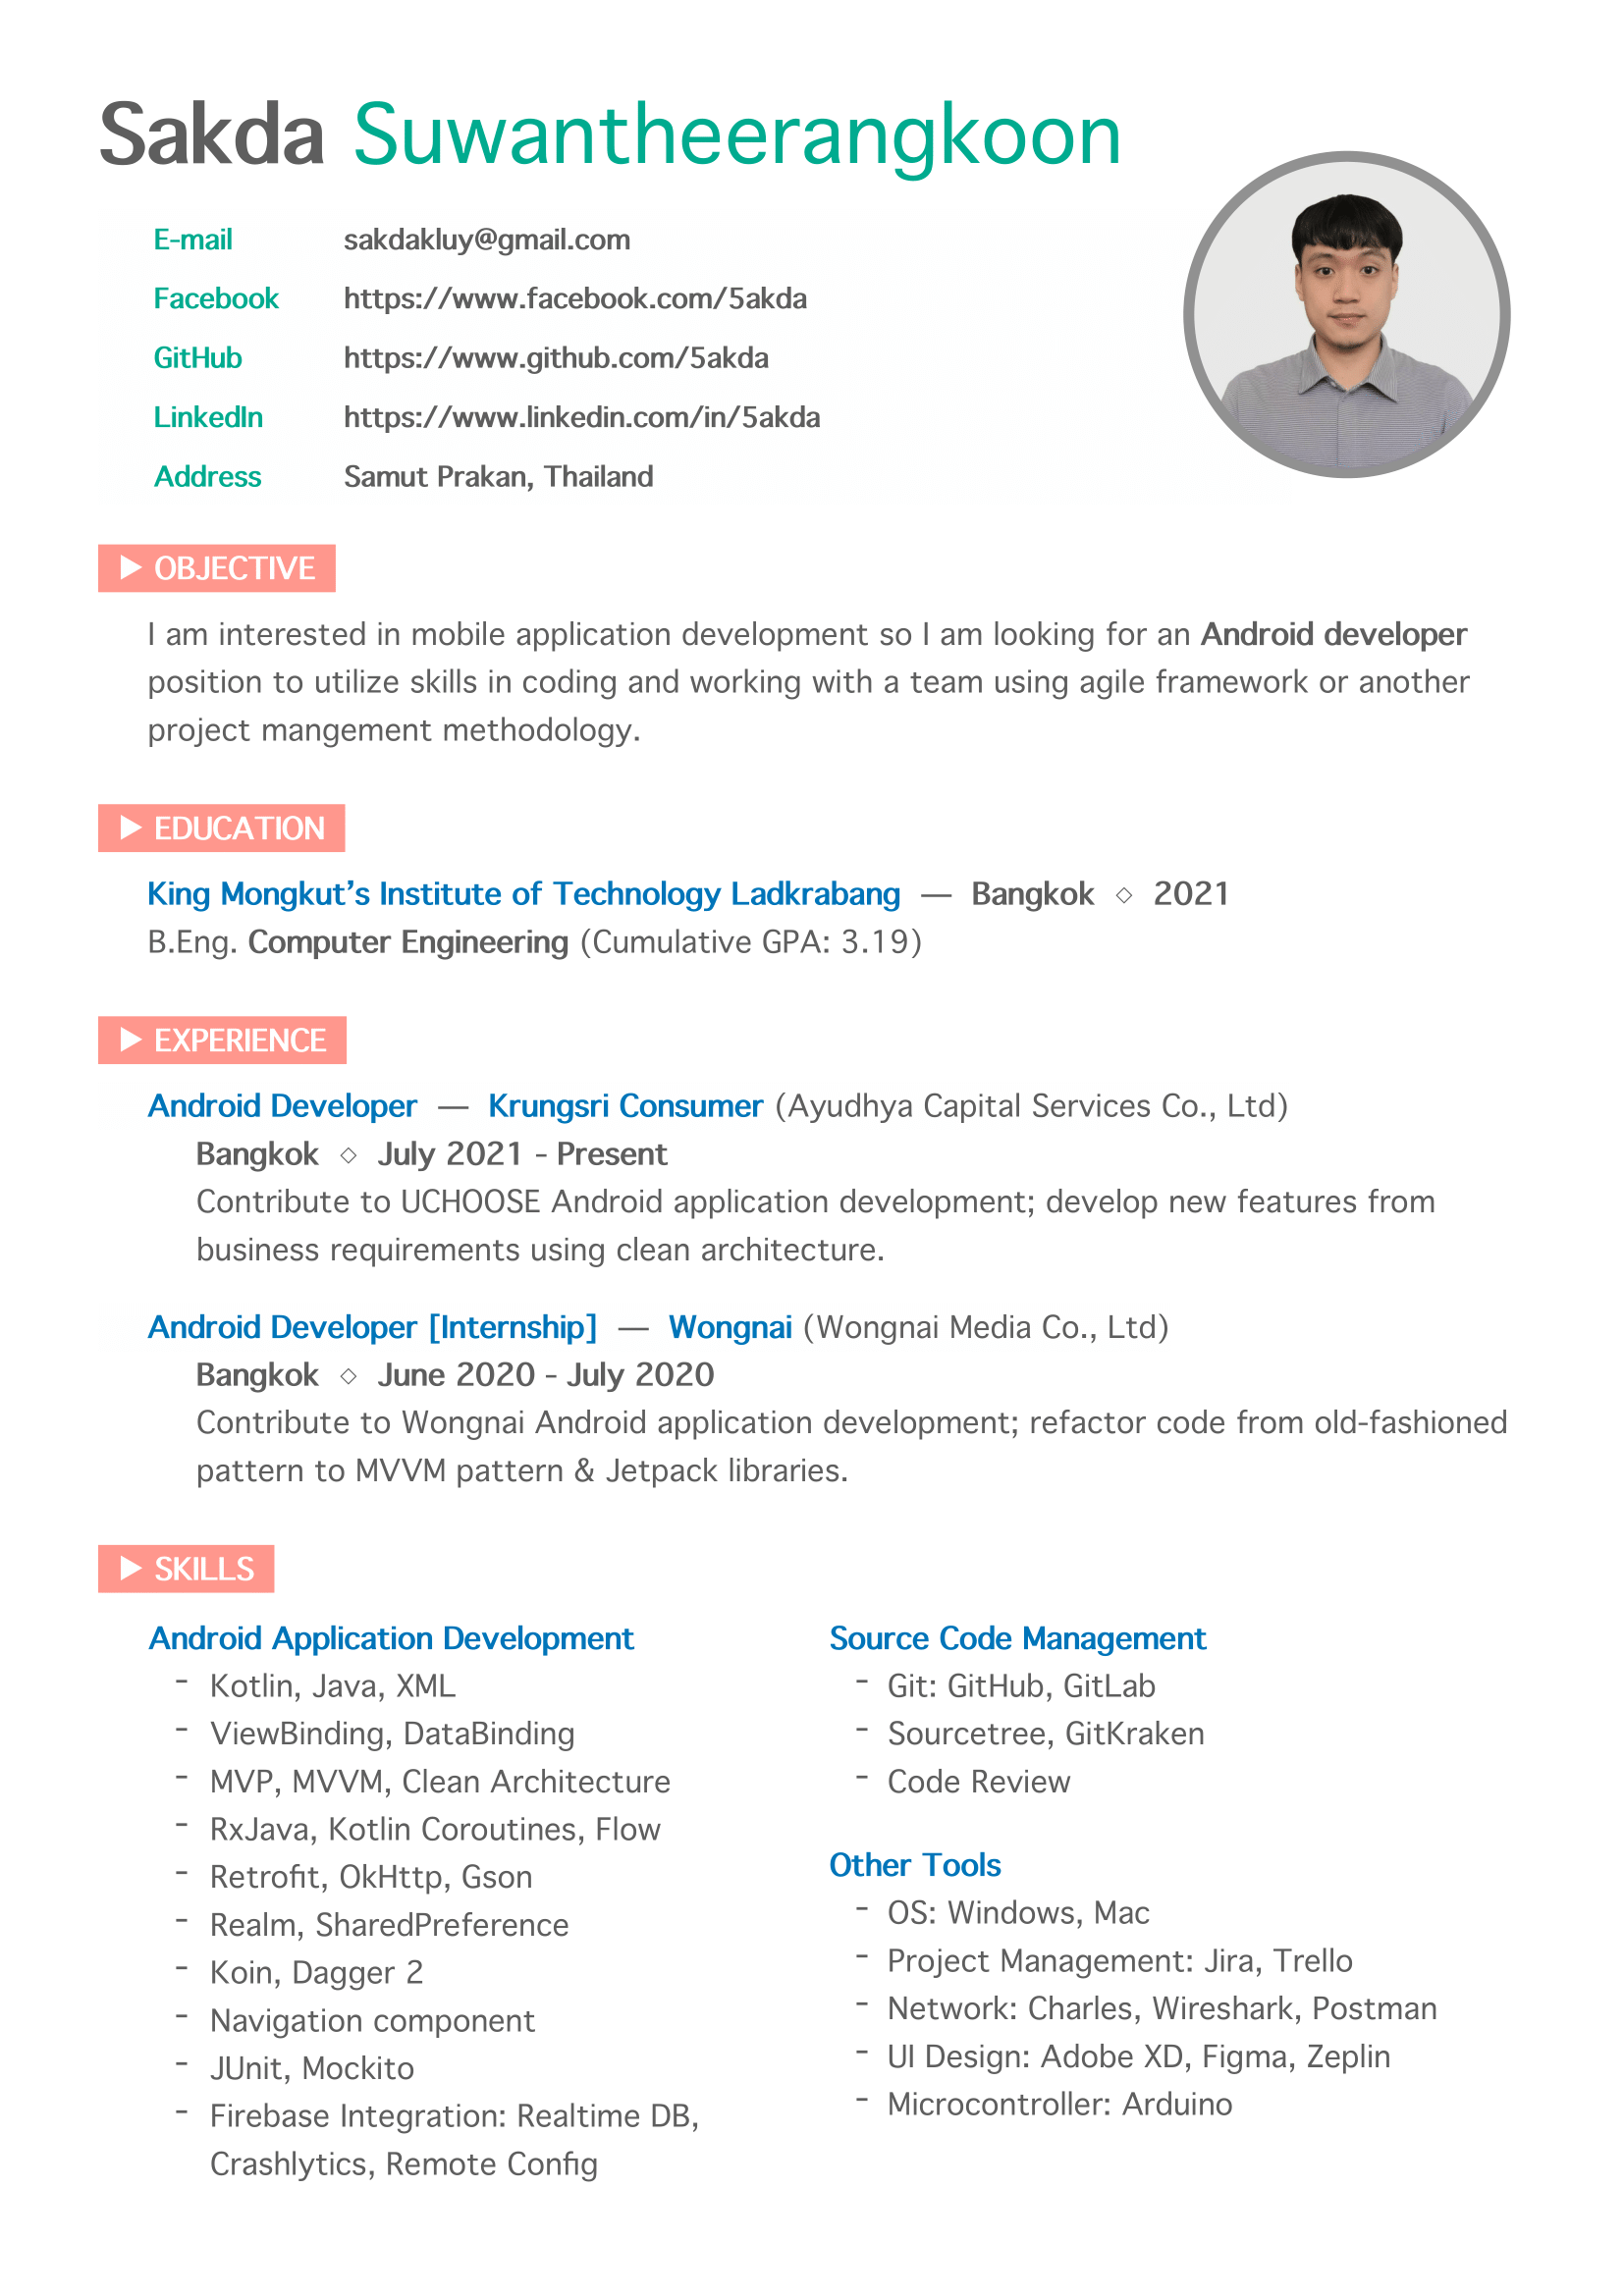 Sakda Suwantheerangkoon
E-mail sakdakluy@gmail.com
Facebook https://www.facebook.com/5akda
GitHub https://www.github.com/5akda
LinkedIn https://www.linkedin.com/in/5akda
Address Samut Prakan, Thailand
▶ OBJECTIVE
I am interested in mobile application development so I am looking for an Android developer
position to utilize skills in coding and working with a team using agile framework or another
project mangement methodology.
▶ EDUCATION
King Mongkut’s Institute of Technology Ladkrabang — Bangkok ◇ 2021
B.Eng. Computer Engineering (Cumulative GPA: 3.19)
▶ EXPERIENCE
Android Developer — Krungsri Consumer (Ayudhya Capital Services Co., Ltd)
Bangkok ◇ July 2021 - Present
Contribute to UCHOOSE Android application development; develop new features from
business requirements using clean architecture.
Android Developer [Internship] — Wongnai (Wongnai Media Co., Ltd)
Bangkok ◇ June 2020 - July 2020
Contribute to Wongnai Android application development; refactor code from old-fashioned
pattern to MVVM pattern & Jetpack libraries.
▶ SKILLS
Android Application Development
- Kotlin, Java, XML
- ViewBinding, DataBinding
- MVP, MVVM, Clean Architecture
- RxJava, Kotlin Coroutines, Flow
- Retrofit, OkHttp, Gson
- Realm, SharedPreference
- Koin, Dagger 2
- Navigation component
- JUnit, Mockito
- Firebase Integration: Realtime DB,
Crashlytics, Remote Config
Source Code Management
- Git: GitHub, GitLab
- Sourcetree, GitKraken
- Code Review
Other Tools
- OS: Windows, Mac
- Project Management: Jira, Trello
- Network: Charles, Wireshark, Postman
- UI Design: Adobe XD, Figma, Zeplin
- Microcontroller: Arduino